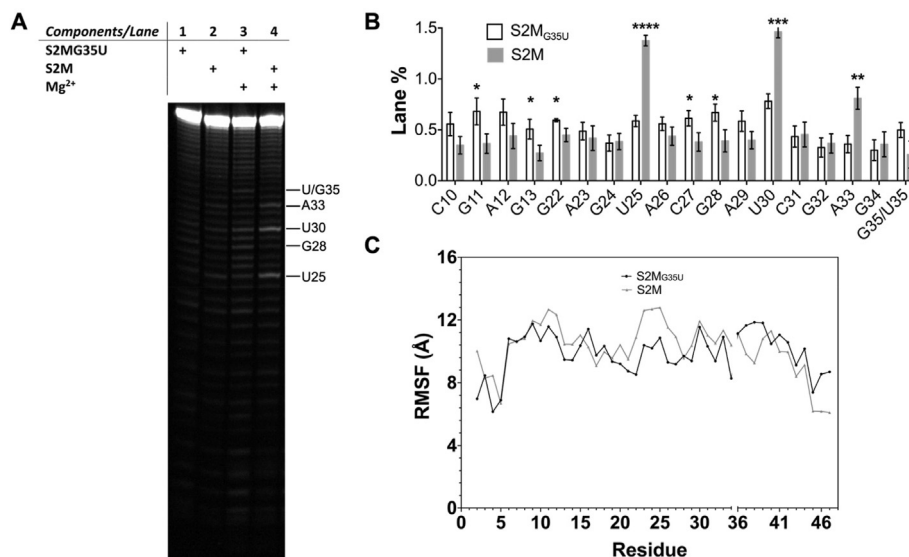 A
Components/Lane 1 2 3 4
S2MG35U + +
S2M + +
Mg2+ + +
U/G35
A33
U30
G28
U25
B
S2MG35U
S2M
Lane %
1.5
1.0
0.5
0.0
* * * **** * * *** **
C10 G11 A12 G13 G22 A23 G24 U25 A26 C27 G28 A29 U30 C31 G32 A33 G34 G35/U35
C
S2MG35U
S2M
RMSF (Å)
16
12
8
4
0
0 5 10 15 20 25 30 35 36 41 46
Residue